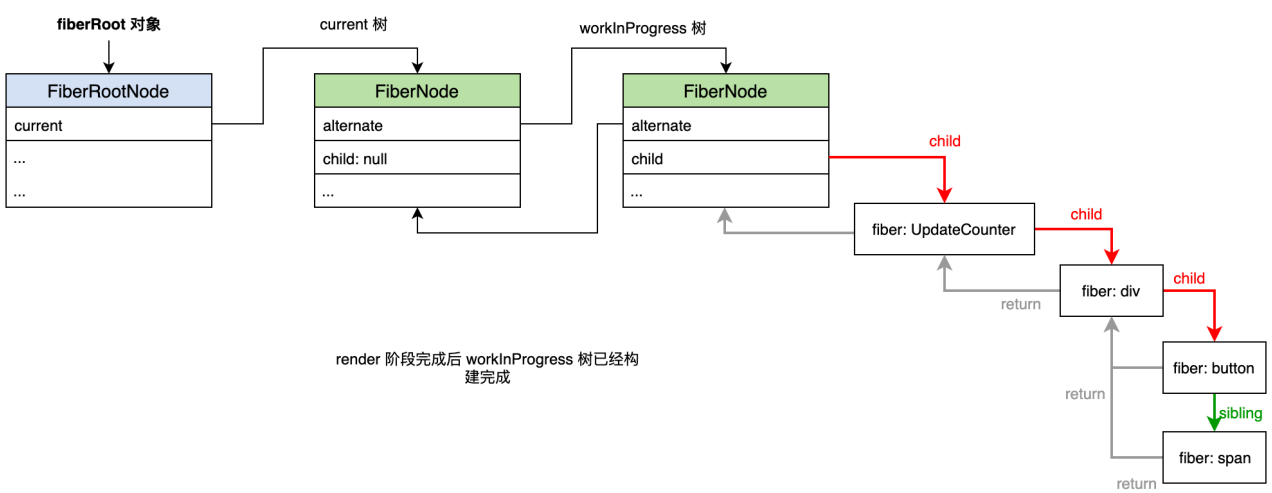 fiberRoot 对象
current 树
workInProgress 树
FiberRootNode
current
...
...
FiberNode
alternate
child: null
...
FiberNode
alternate
child
...
child
fiber: UpdateCounter
child
return
fiber: div
child
fiber: button
return
sibling
fiber: span
return
render 阶段完成后 workInProgress 树已经构
建完成